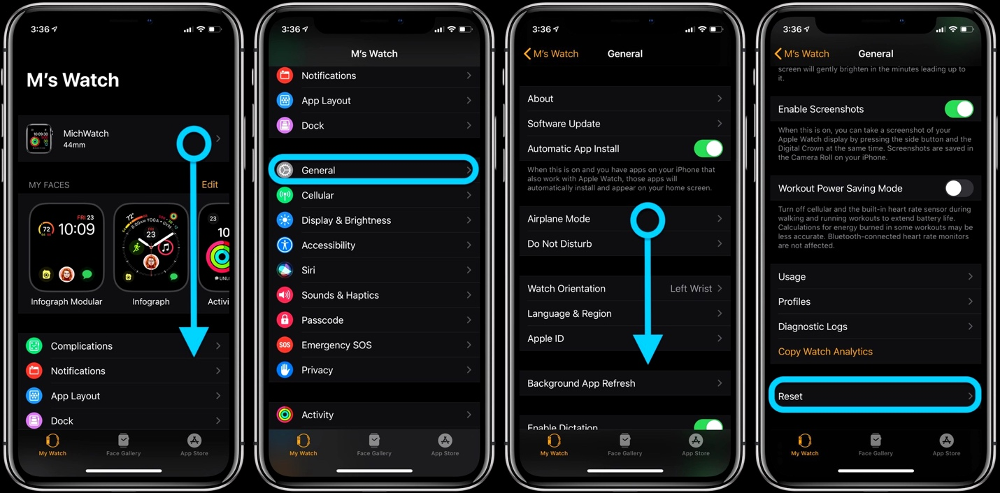 3:36
M's Watch
MichWatch
44mm
MY FACES
Edit
FRI 23
72
10:09
Infograph Modular
72°
8:00AM YOGA • GYM
FRI
23
Infograph
23
10
Activi
Complications
Notifications
App Layout
Dock
My Watch
Face Gallery
App Store
3:36
M's Watch
Notifications
App Layout
Dock
General
Cellular
Display & Brightness
Accessibility
Siri
Sounds & Haptics
Passcode
SOS
Emergency SOS
Privacy
Activity
My Watch
Face Gallery
App Store
3:36
M's Watch
General
About
Software Update
Automatic App Install
When this is on and you have apps on your iPhone that
also work with Apple Watch, those apps will
automatically install and appear on your home screen.
Airplane Mode
Do Not Disturb
Watch Orientation
Left Wrist
Language & Region
Apple ID
Background App Refresh
Enable Dictation
My Watch
Face Gallery
App Store
3:36
M's Watch
General
screen will gently brighten in the minutes leading up to
it.
Enable Screenshots
When this is on, you can take a screenshot of your
Apple Watch display by pressing the side button and the
Digital Crown at the same time. Screenshots are saved in
the Camera Roll on your iPhone.
Workout Power Saving Mode
Turn off cellular and the built-in heart rate sensor during
walking and running workouts to extend battery life.
Calculations for energy burned in some workouts may be
less accurate. Bluetooth-connected heart rate monitors
are not affected.
Usage
Profiles
Diagnostic Logs
Copy Watch Analytics
Reset
My Watch
Face Gallery
App Store